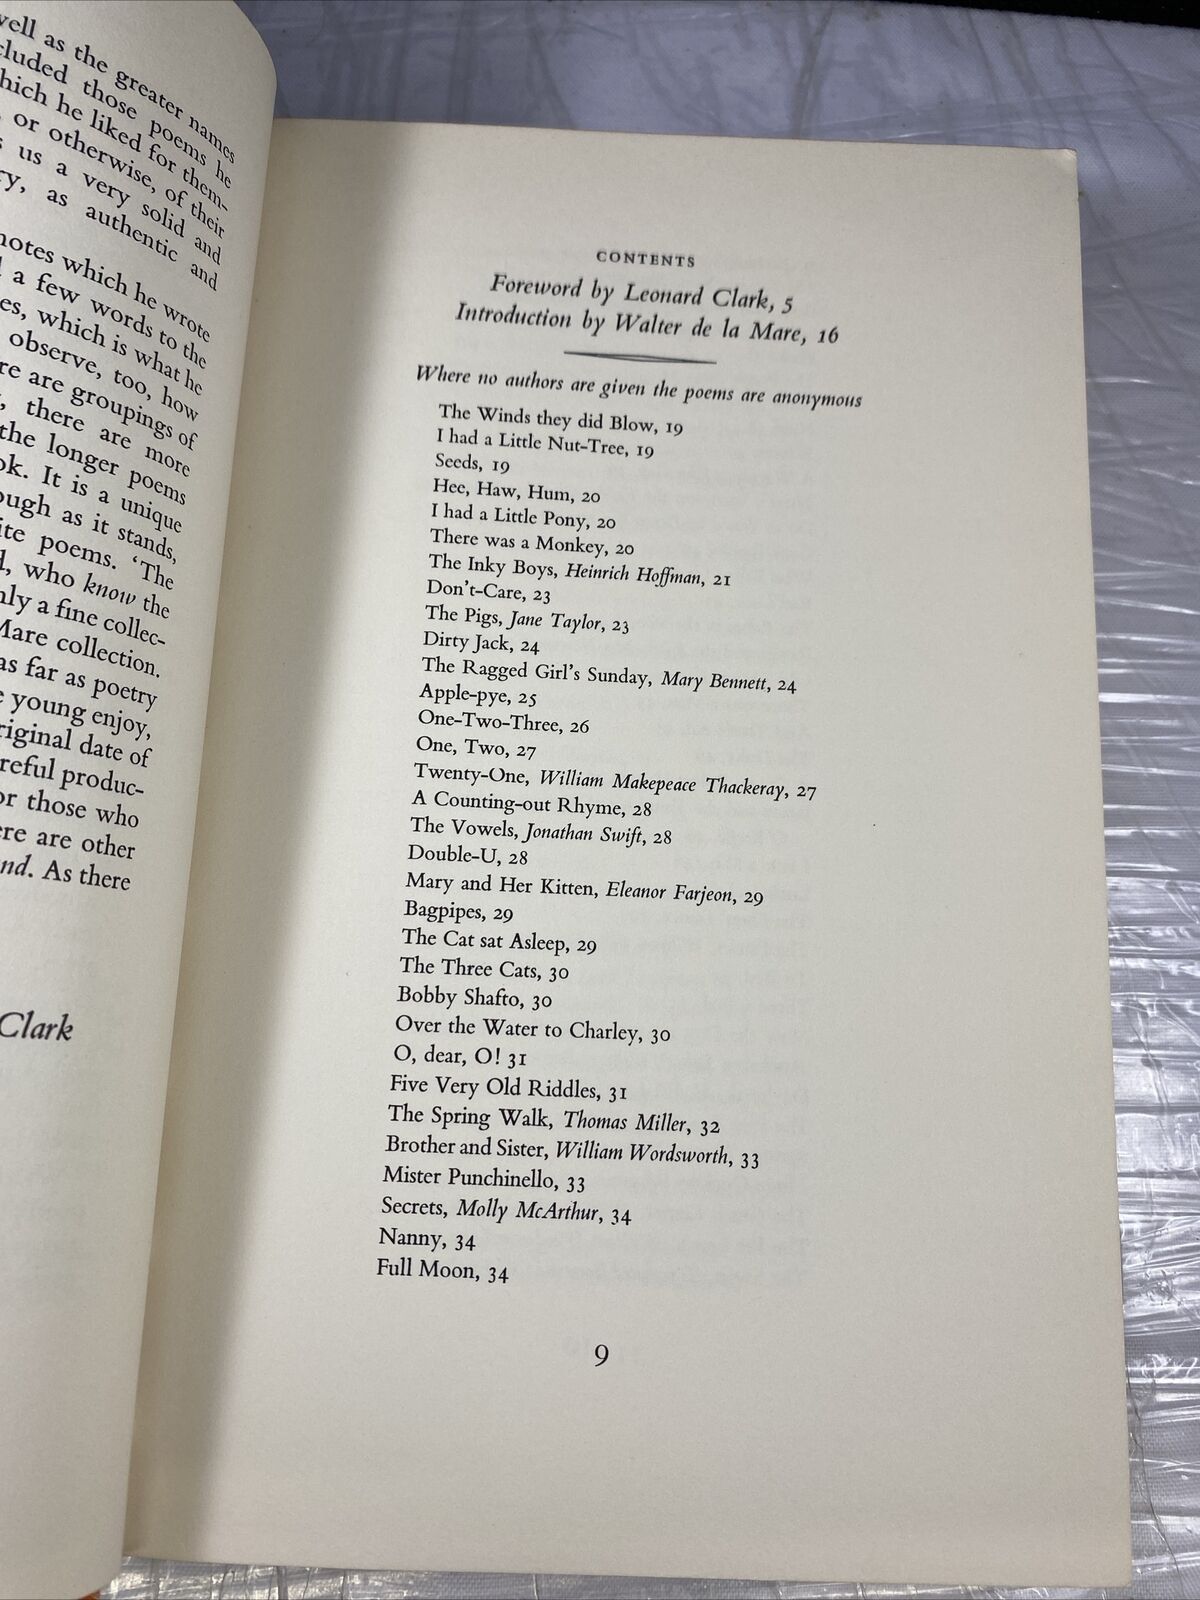 well as the greater names
cluded those poems he
which he liked for them-
or otherwise, of their
us a very solid and
as authentic and
notes which he wrote
a few words to the
which is what he
observe, too, how
are groupings of
there are more
the longer poems
It is a unique
as it stands,
poems. 'The
who know the
a fine collec-
Mare collection.
as far as poetry
young enjoy,
original date of
careful produc-
or those who
are other
As there
Clark
CONTENTS
Foreword by Leonard Clark, 5
Introduction by Walter de la Mare, 16
Where no authors are given the poems are anonymous
The Winds they did Blow, 19
I had a Little Nut-Tree, 19
Seeds, 19
Hee, Haw, Hum, 20
I had a Little Pony, 20
There was a Monkey, 20
The Inky Boys, Heinrich Hoffman, 21
Don't-Care, 23
The Pigs, Jane Taylor, 23
Dirty Jack, 24
The Ragged Girl's Sunday, Mary Bennett, 24
Apple-pye, 25
One-Two-Three, 26
One, Two, 27
Twenty-One, William Makepeace Thackeray, 27
A Counting-out Rhyme, 28
The Vowels, Jonathan Swift, 28
Double-U, 28
Mary and Her Kitten, Eleanor Farjeon, 29
Bagpipes, 29
The Cat sat Asleep, 29
The Three Cats, 30
Bobby Shafto, 30
Over the Water to Charley, 30
O, dear, O! 31
Five Very Old Riddles, 31
The Spring Walk, Thomas Miller, 32
Brother and Sister, William Wordsworth, 33
Mister Punchinello, 33
Secrets, Molly McArthur, 34
Nanny, 34
Full Moon, 34
9